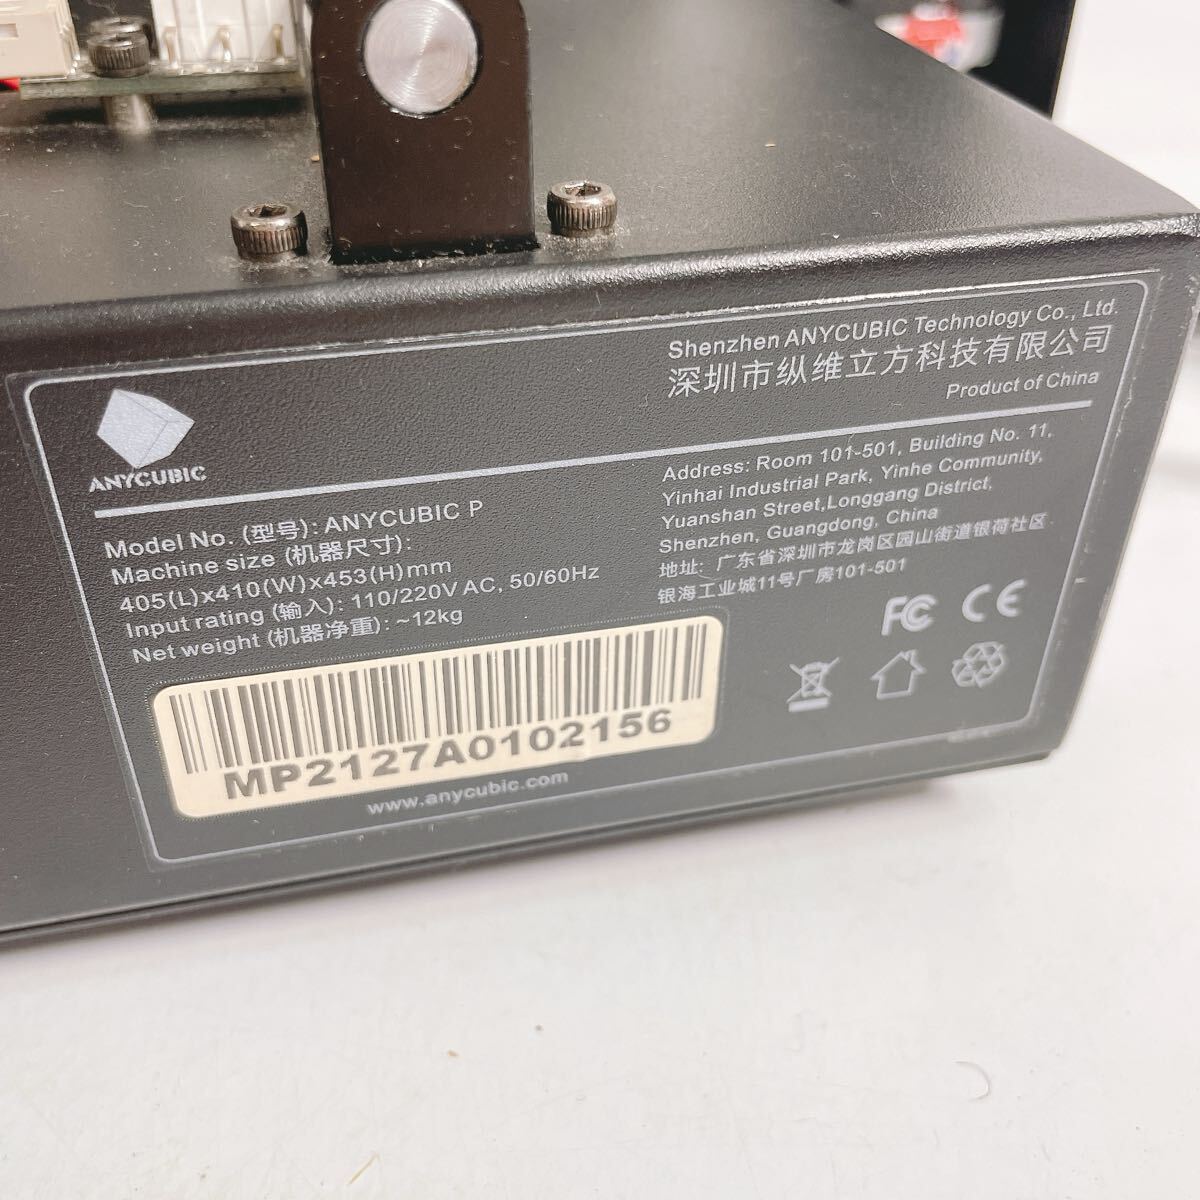 Shenzhen ANYCUBIC Technology Co., Ltd.
深圳市纵维立方科技有限公司
Product of China
ANYCUBIC
Model No. (型号): ANYCUBIC P
Machine size (机器尺寸):
405(L)x410(W)x453(H)mm
Input rating (输入): 110/220V AC, 50/60Hz
Net weight (机器净重): ~12kg
Address: Room 101-501, Building No. 11,
Yinhai Industrial Park, Yinhe Community,
Yuanshan Street,Longgang District,
Shenzhen, Guangdong, China
地址: 广东省深圳市龙岗区园山街道银荷社区
银海工业城11号厂房101-501
FC CE
MP2127A0102156
www.anycubic.com